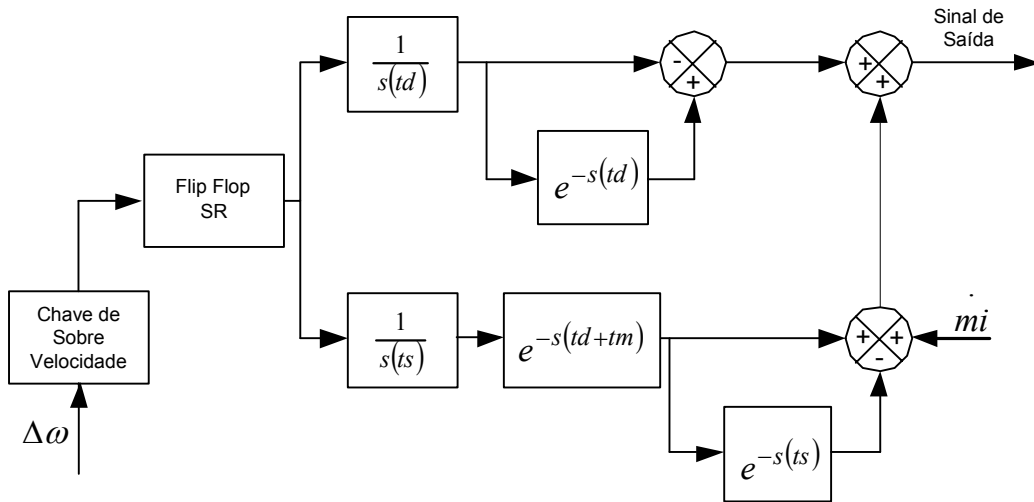 Sinal de
Saída
1
s(td)
-
+
+
+
e^{-s(td)}
Flip Flop
SR
Chave de
Sobre
Velocidade
Δω
1
s(ts)
e^{-s(td+tm)}
+
+
-
ṁi
e^{-s(ts)}